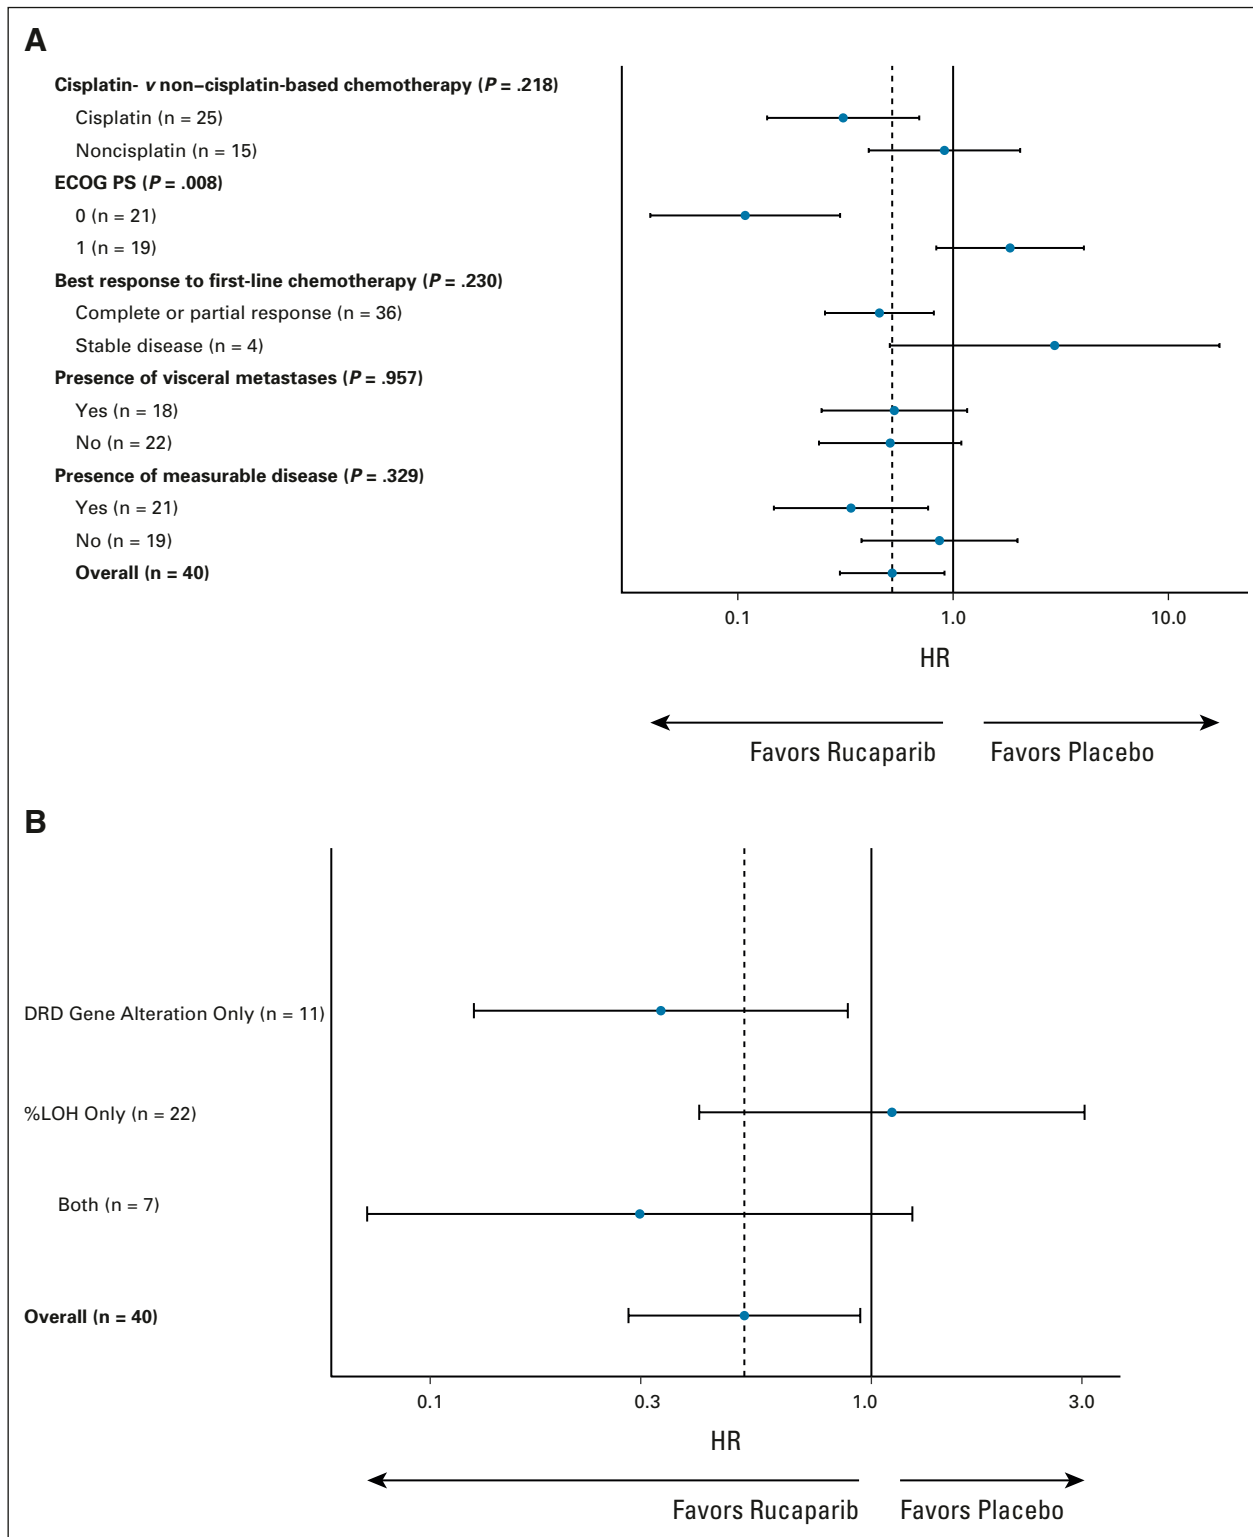 A
Cisplatin- v non–cisplatin-based chemotherapy (P = .218)
Cisplatin (n = 25)
Noncisplatin (n = 15)
ECOG PS (P = .008)
0 (n = 21)
1 (n = 19)
Best response to first-line chemotherapy (P = .230)
Complete or partial response (n = 36)
Stable disease (n = 4)
Presence of visceral metastases (P = .957)
Yes (n = 18)
No (n = 22)
Presence of measurable disease (P = .329)
Yes (n = 21)
No (n = 19)
Overall (n = 40)
0.1 1.0 10.0
HR
Favors Rucaparib Favors Placebo
B
DRD Gene Alteration Only (n = 11)
%LOH Only (n = 22)
Both (n = 7)
Overall (n = 40)
0.1 0.3 1.0 3.0
HR
Favors Rucaparib Favors Placebo